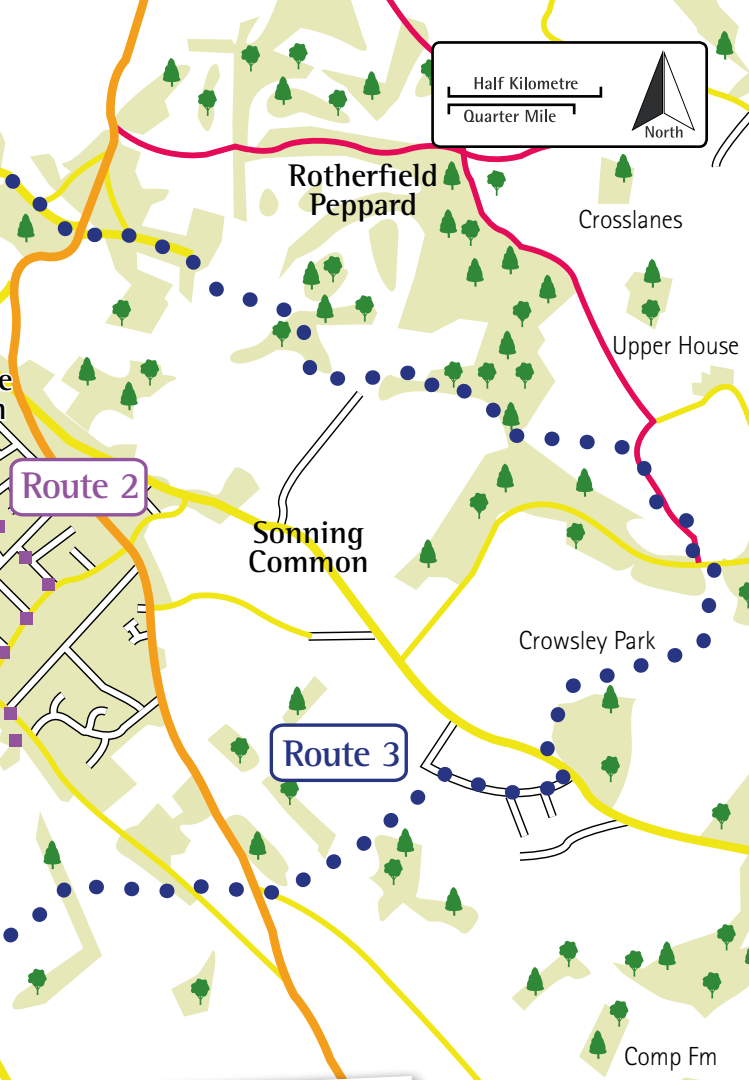 Half Kilometre
Quarter Mile
North
Rotherfield
Peppard
Crosslanes
Upper House
e
n
Route 2
Sonning
Common
Crowsley Park
Route 3
Comp Fm